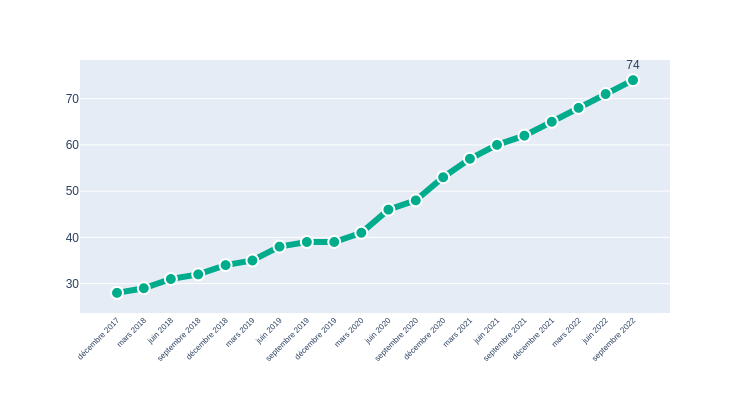 74
70
60
50
40
30
décembre 2017
mars 2018
juin 2018
septembre 2018
décembre 2018
mars 2019
juin 2019
septembre 2019
décembre 2019
mars 2020
juin 2020
septembre 2020
décembre 2020
mars 2021
juin 2021
septembre 2021
décembre 2021
mars 2022
juin 2022
septembre 2022